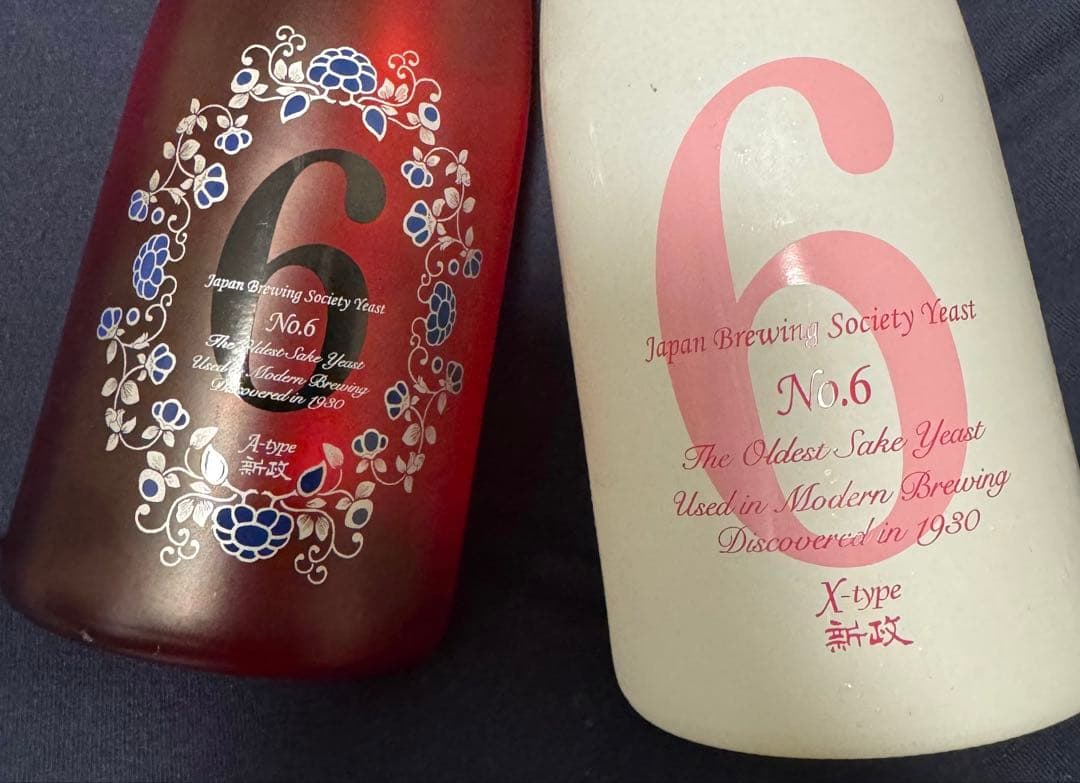 6
Japan Brewing Society Yeast
No.6
The Oldest Sake Yeast
Used in Modern Brewing
Discovered in 1930
A-type
新政
6
Japan Brewing Society Yeast
No.6
The Oldest Sake Yeast
Used in Modern Brewing
Discovered in 1930
X-type
新政